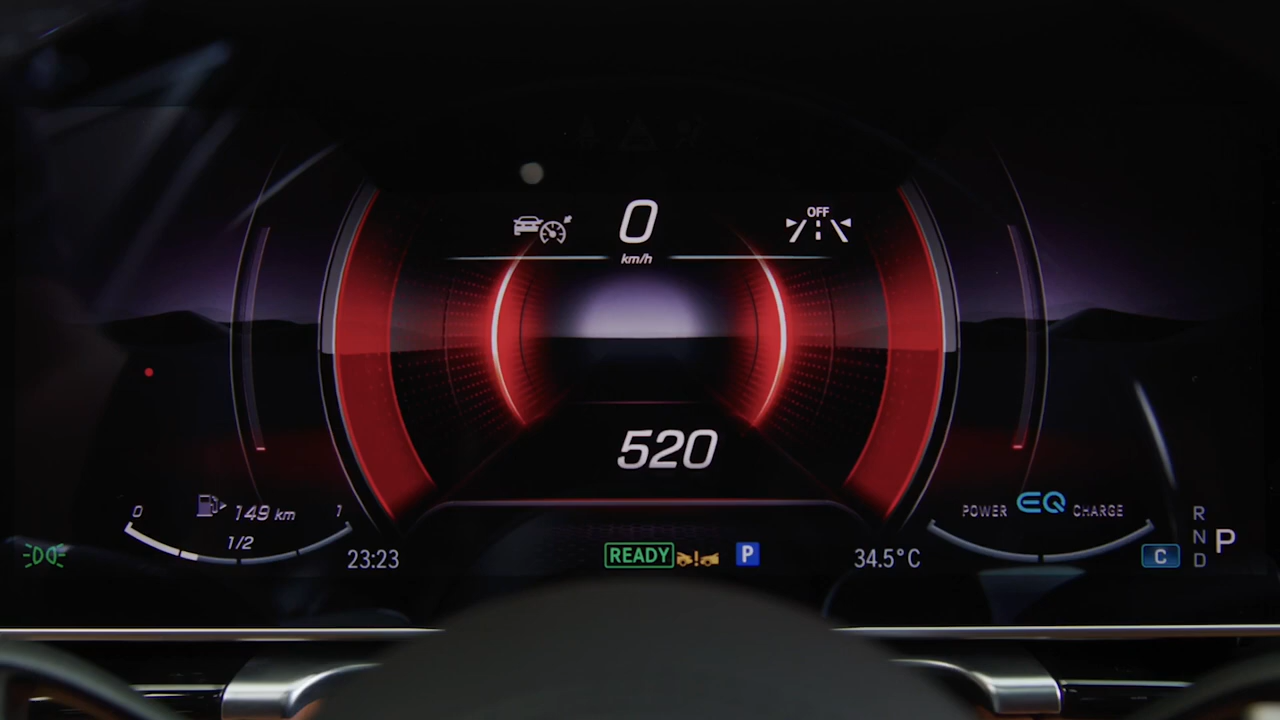 OFF
0
km/h
520
0
149 km
1
1/2
POWER
EQ
CHARGE
R
N
D
P
23:23
READY
P
34.5°C
C